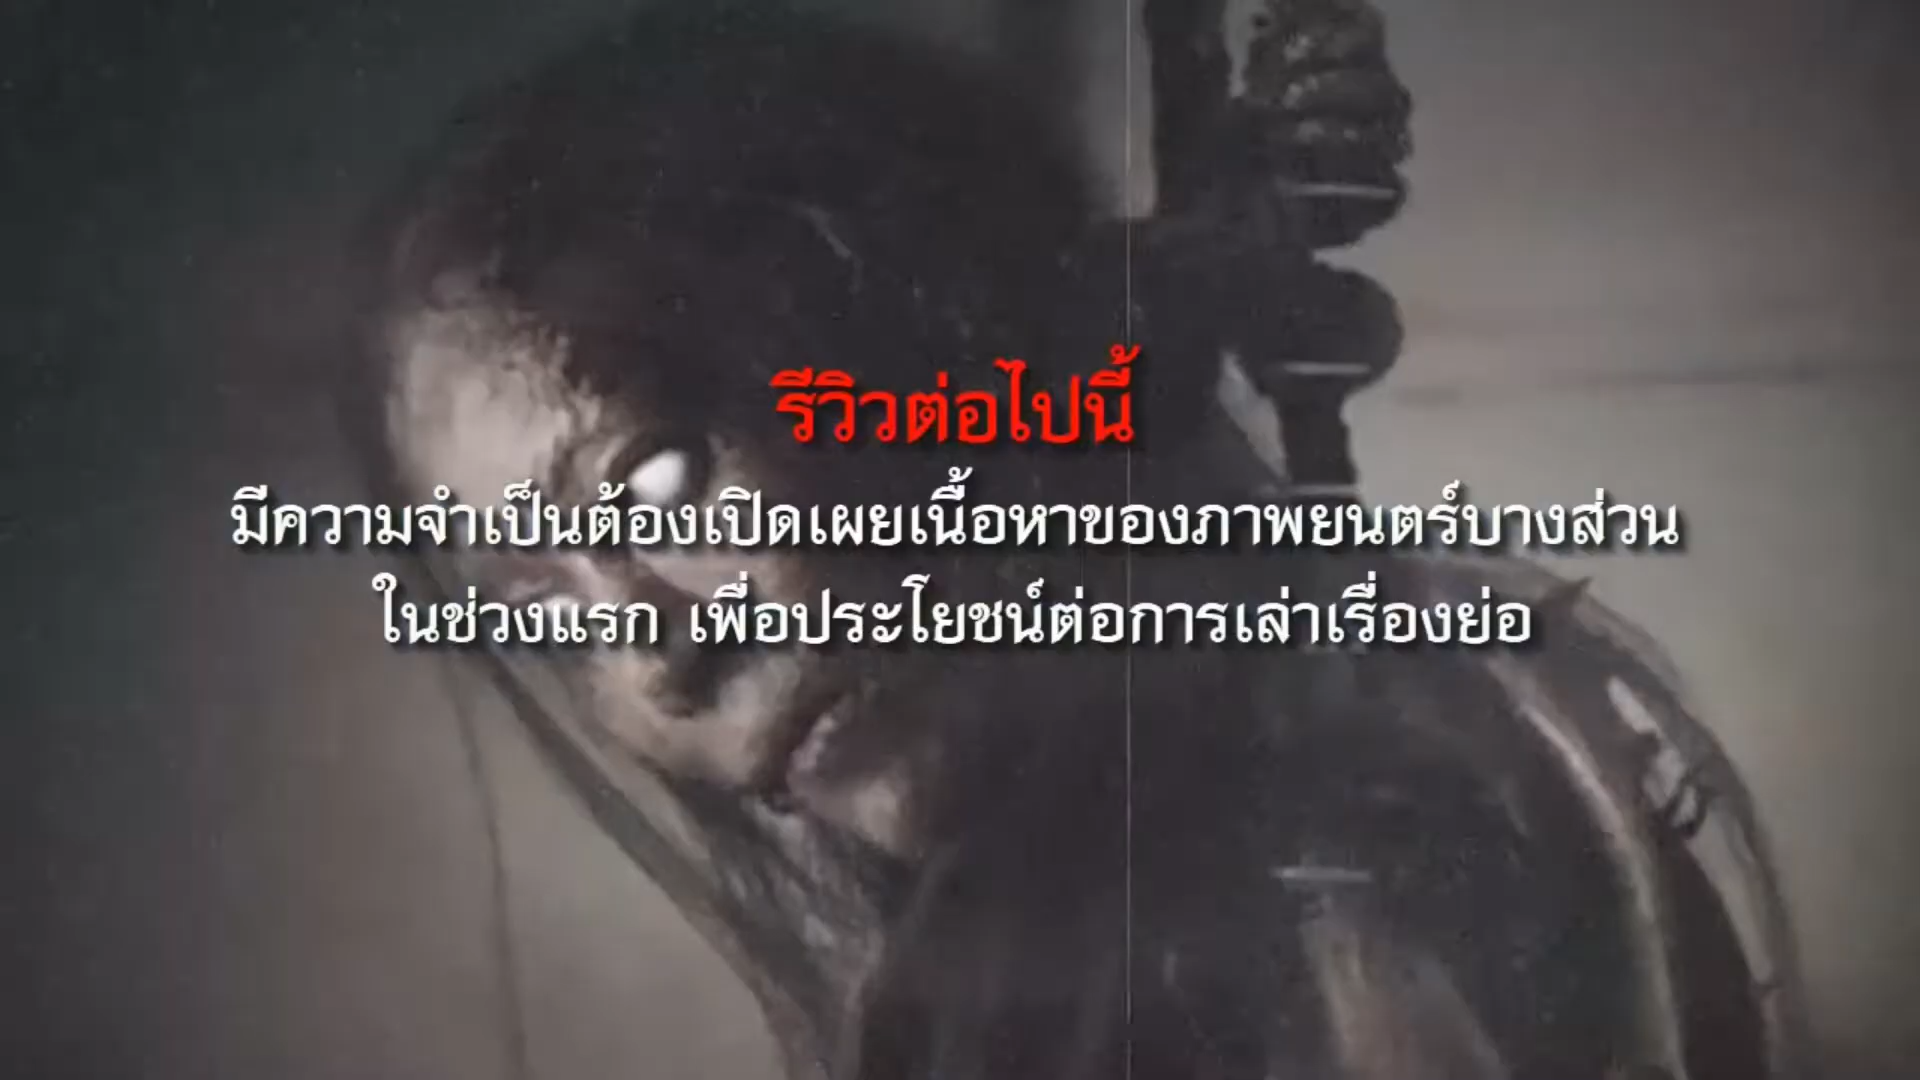 รีวิวต่อไปนี้
มีความจำเป็นต้องเปิดเผยเนื้อหาของภาพยนตร์บางส่วน
ในช่วงแรก เพื่อประโยชน์ต่อการเล่าเรื่องย่อ